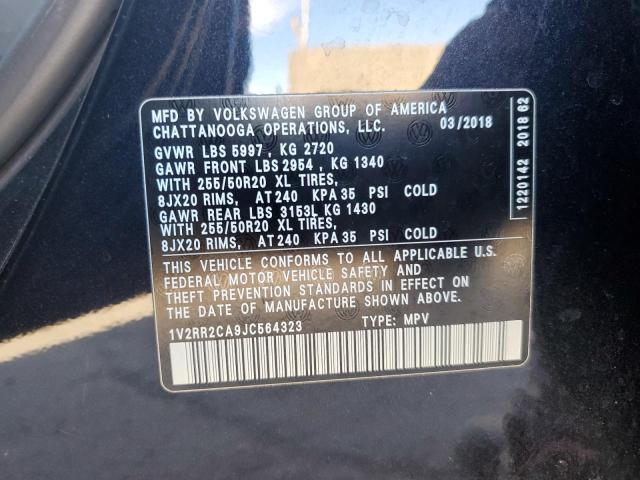 MFD BY VOLKSWAGEN GROUP OF AMERICA
CHATTANOOGA OPERATIONS, LLC. 03/2018
GVWR LBS 5997, KG 2720
GAWR FRONT LBS 2954, KG 1340
WITH 255/50R20 XL TIRES,
8JX20 RIMS, AT 240 KPA 35 PSI COLD
GAWR REAR LBS 3153L KG 1430
WITH 255/50R20 XL TIRES,
8JX20 RIMS, AT 240 KPA 35 PSI COLD
THIS VEHICLE CONFORMS TO ALL APPLICABLE U.S.
FEDERAL MOTOR VEHICLE SAFETY AND
THEFT PREVENTION STANDARDS IN EFFECT ON
THE DATE OF MANUFACTURE SHOWN ABOVE.
1V2RR2CA9JC564323 TYPE: MPV
1220142 2018 62